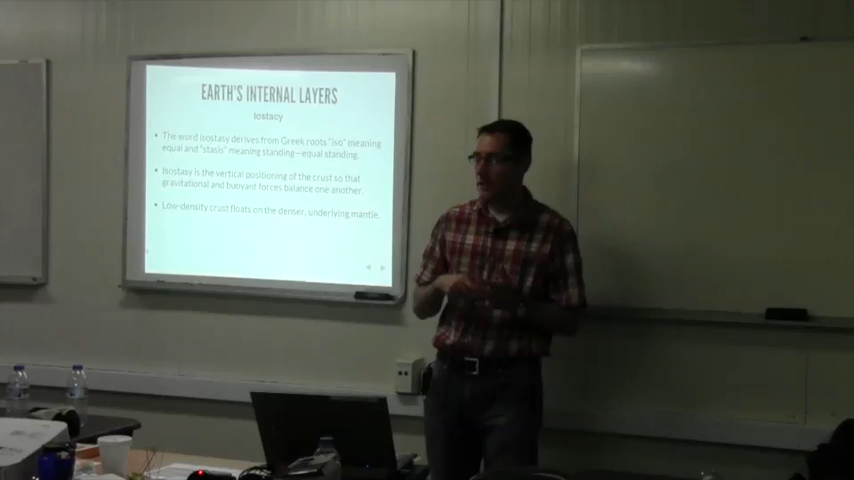 EARTH'S INTERNAL LAYERS
Iostacy
• The word isostasy derives from Greek roots "iso" meaning
equal and "stasis" meaning standing—equal standing.
• Isostasy is the vertical positioning of the crust so that
gravitational and buoyant forces balance one another.
• Low-density crust floats on the denser, underlying mantle.